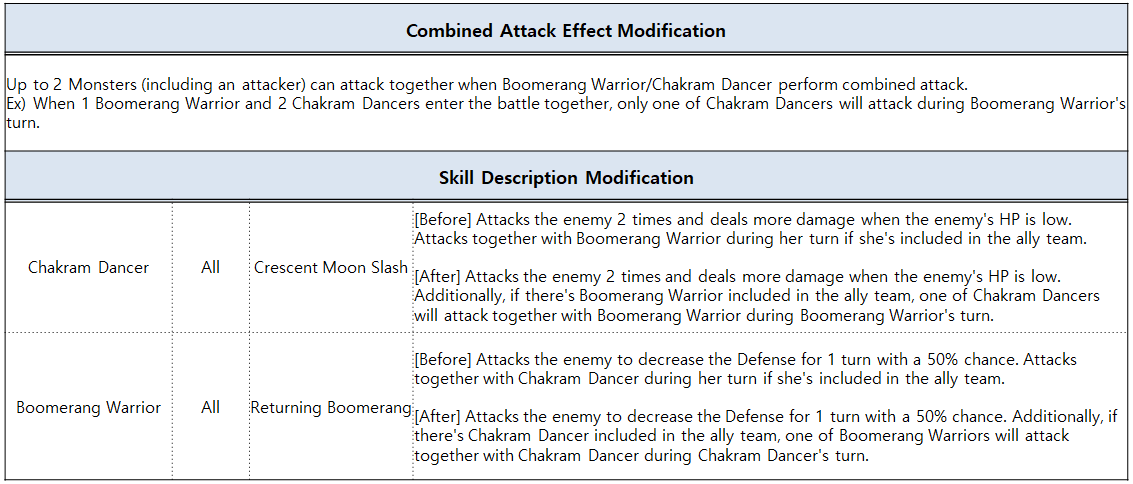 Combined Attack Effect Modification
Up to 2 Monsters (including an attacker) can attack together when Boomerang Warrior/Chakram Dancer perform combined attack.
Ex) When 1 Boomerang Warrior and 2 Chakram Dancers enter the battle together, only one of Chakram Dancers will attack during Boomerang Warrior's
turn.
Skill Description Modification
Chakram Dancer
All
Crescent Moon Slash
[Before] Attacks the enemy 2 times and deals more damage when the enemy's HP is low.
Attacks together with Boomerang Warrior during her turn if she's included in the ally team.
[After] Attacks the enemy 2 times and deals more damage when the enemy's HP is low.
Additionally, if there's Boomerang Warrior included in the ally team, one of Chakram Dancers
will attack together with Boomerang Warrior during Boomerang Warrior's turn.
Boomerang Warrior
All
Returning Boomerang
[Before] Attacks the enemy to decrease the Defense for 1 turn with a 50% chance. Attacks
together with Chakram Dancer during her turn if she's included in the ally team.
[After] Attacks the enemy to decrease the Defense for 1 turn with a 50% chance. Additionally, if
there's Chakram Dancer included in the ally team, one of Boomerang Warriors will attack
together with Chakram Dancer during Chakram Dancer's turn.